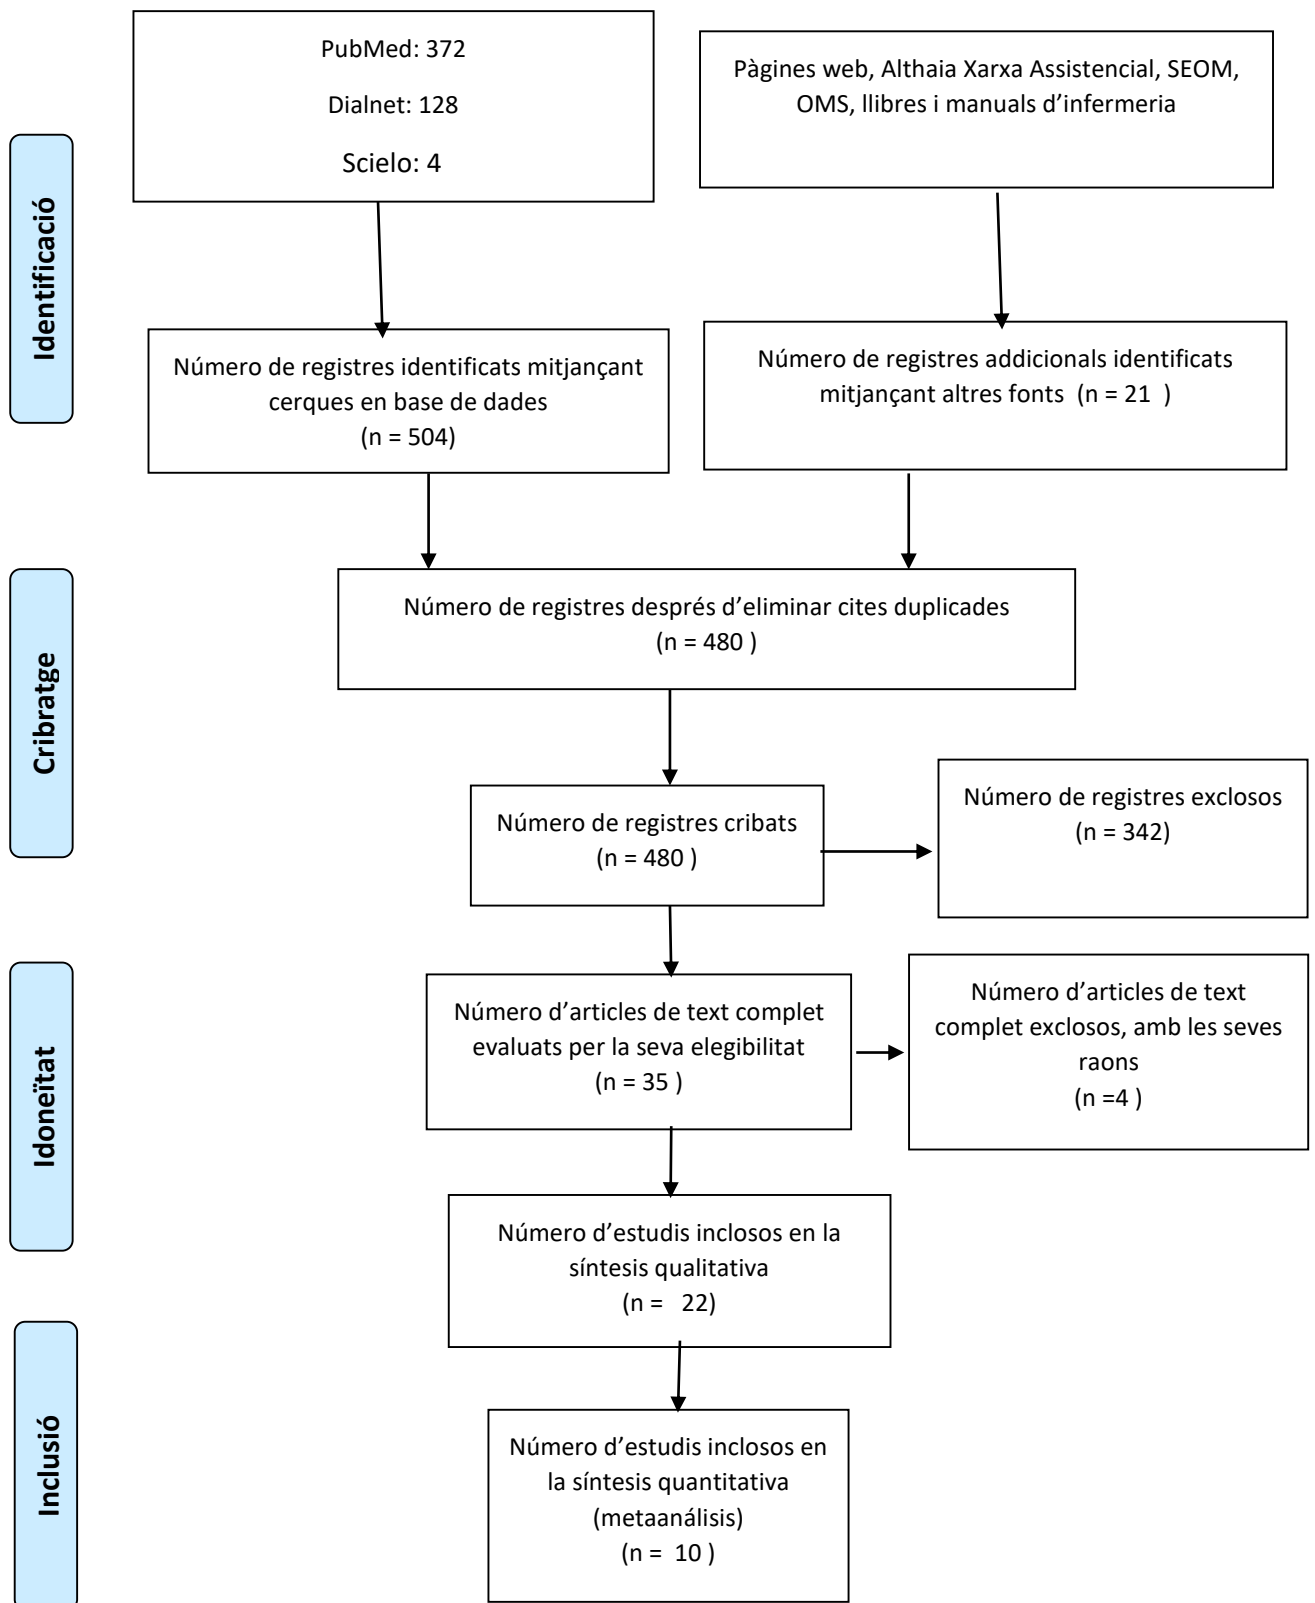 PubMed: 372
Dialnet: 128
Scielo: 4
Pàgines web, Althaia Xarxa Assistencial, SEOM,
OMS, llibres i manuals d’infermeria
Identificació
Número de registres identificats mitjançant
cerques en base de dades
(n = 504)
Número de registres addicionals identificats
mitjançant altres fonts (n = 21 )
Número de registres després d’eliminar cites duplicades
(n = 480 )
Cribratge
Número de registres cribats
(n = 480 )
Número de registres exclosos
(n = 342)
Número d’articles de text complet
evaluats per la seva elegibilitat
(n = 35 )
Número d’articles de text
complet exclosos, amb les seves
raons
(n =4 )
Idoneïtat
Número d’estudis inclosos en la
síntesis qualitativa
(n = 22)
Inclusió
Número d’estudis inclosos en
la síntesis quantitativa
(metaanálisis)
(n = 10 )